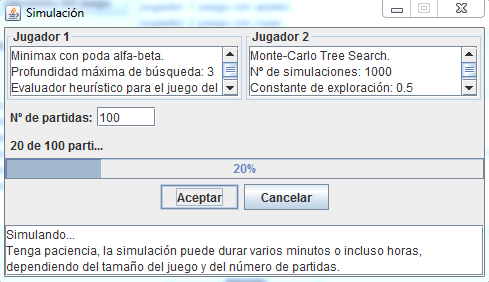 Simulación
Jugador 1
Minimax con poda alfa-beta.
Profundidad máxima de búsqueda: 3
Evaluador heurístico para el juego del
Jugador 2
Monte-Carlo Tree Search.
Nº de simulaciones: 1000
Constante de exploración: 0.5
Nº de partidas: 100
20 de 100 parti...
20%
Aceptar
Cancelar
Simulando...
Tenga paciencia, la simulación puede durar varios minutos o incluso horas,
dependiendo del tamaño del juego y del número de partidas.